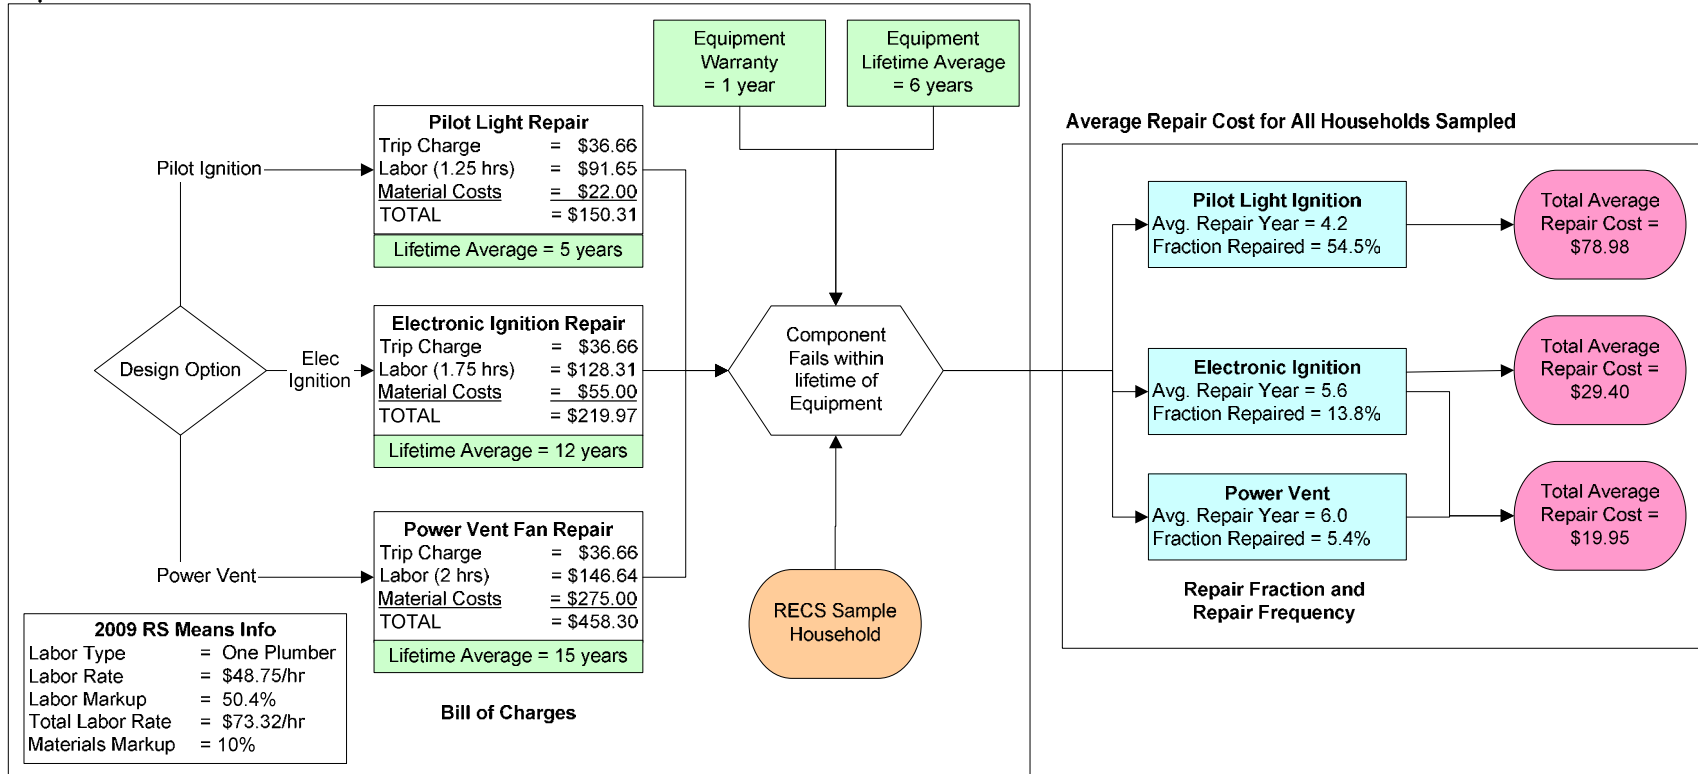 Equipment
Warranty
= 1 year
Equipment
Lifetime Average
= 6 years
Pilot Ignition
Pilot Light Repair
Trip Charge = $36.66
Labor (1.25 hrs) = $91.65
Material Costs = $22.00
TOTAL = $150.31
Lifetime Average = 5 years
Design Option
Elec
Ignition
Electronic Ignition Repair
Trip Charge = $36.66
Labor (1.75 hrs) = $128.31
Material Costs = $55.00
TOTAL = $219.97
Lifetime Average = 12 years
Power Vent
Power Vent Fan Repair
Trip Charge = $36.66
Labor (2 hrs) = $146.64
Material Costs = $275.00
TOTAL = $458.30
Lifetime Average = 15 years
2009 RS Means Info
Labor Type = One Plumber
Labor Rate = $48.75/hr
Labor Markup = 50.4%
Total Labor Rate = $73.32/hr
Materials Markup = 10%
Bill of Charges
Component
Fails within
lifetime of
Equipment
RECS Sample
Household
Average Repair Cost for All Households Sampled
Pilot Light Ignition
Avg. Repair Year = 4.2
Fraction Repaired = 54.5%
Total Average
Repair Cost =
$78.98
Electronic Ignition
Avg. Repair Year = 5.6
Fraction Repaired = 13.8%
Total Average
Repair Cost =
$29.40
Power Vent
Avg. Repair Year = 6.0
Fraction Repaired = 5.4%
Total Average
Repair Cost =
$19.95
Repair Fraction and
Repair Frequency